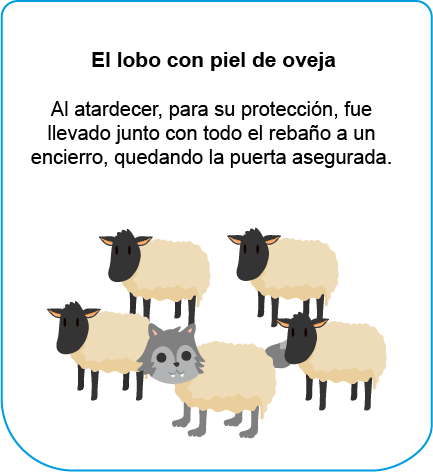 El lobo con piel de oveja
Al atardecer, para su protección, fue
llevado junto con todo el rebaño a un
encierro, quedando la puerta asegurada.